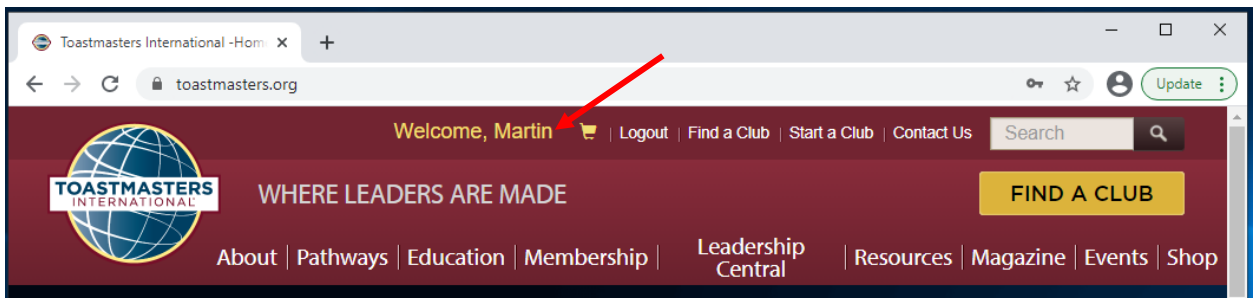 Toastmasters International -Hom
toastmasters.org
Update
Welcome, Martin | Logout | Find a Club | Start a Club | Contact Us
Search
TOASTMASTERS
INTERNATIONAL
WHERE LEADERS ARE MADE
FIND A CLUB
About | Pathways | Education | Membership | Leadership Central | Resources | Magazine | Events | Shop